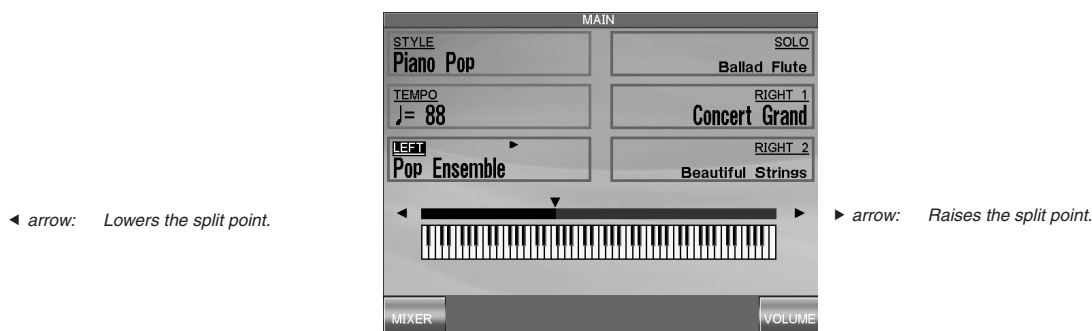 MAIN
STYLE
Piano Pop
SOLO
Ballad Flute
TEMPO
♩= 88
RIGHT 1
Concert Grand
LEFT ▶
Pop Ensemble
RIGHT 2
Beautiful Strings
◀ arrow: Lowers the split point.
▶ arrow: Raises the split point.
MIXER
VOLUME